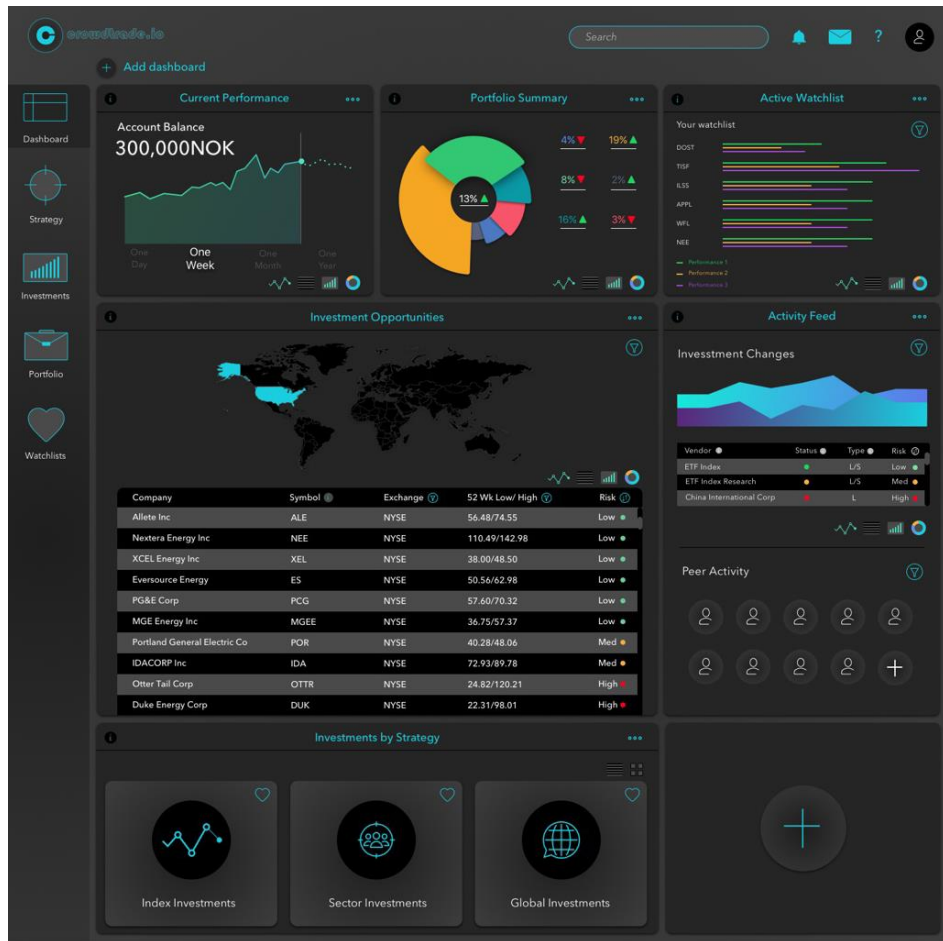 C crowdtrade.io
Search
?
+ Add dashboard
Dashboard
Strategy
Investments
Portfolio
Watchlists
Current Performance
Account Balance
300,000NOK
One Day
One Week
One Month
One Year
Portfolio Summary
13%
4% 19%
8% 2%
16% 3%
Active Watchlist
Your watchlist
DOST
TISF
ILSS
APPL
WFL
NEE
Performance 1
Performance 2
Performance 3
Investment Opportunities
Company Symbol Exchange 52 Wk Low/ High Risk
Allete Inc ALE NYSE 56.48/74.55 Low
Nextera Energy Inc NEE NYSE 110.49/142.98 Low
XCEL Energy Inc XEL NYSE 38.00/48.50 Low
Eversource Energy ES NYSE 50.56/62.98 Low
PG&E Corp PCG NYSE 57.60/70.32 Low
MGE Energy Inc MGEE NYSE 36.75/57.37 Low
Portland General Electric Co POR NYSE 40.28/48.06 Med
IDACORP Inc IDA NYSE 72.93/89.78 Med
Otter Tail Corp OTTR NYSE 24.82/120.21 High
Duke Energy Corp DUK NYSE 22.31/98.01 High
Activity Feed
Invesstment Changes
Vendor Status Type Risk
ETF Index L/S Low
ETF Index Research L/S Med
China International Corp L High
Peer Activity
Investments by Strategy
Index Investments
Sector Investments
Global Investments